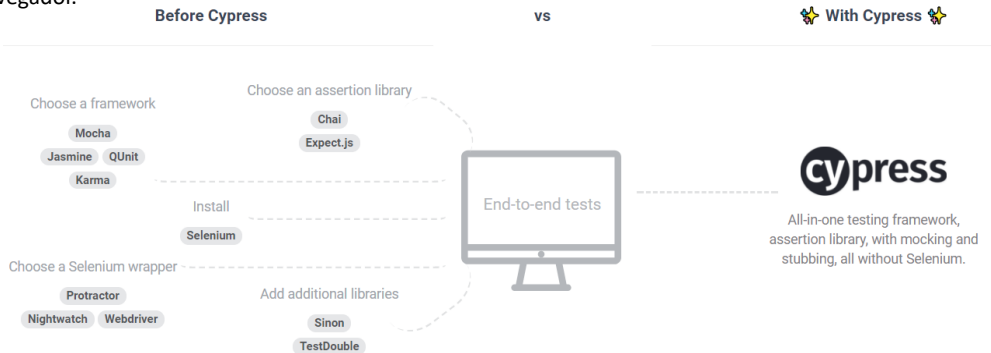 vegador.
Before Cypress vs ✨ With Cypress ✨
Choose a framework
Mocha
Jasmine QUnit
Karma
Choose an assertion library
Chai
Expect.js
Install
Selenium
Choose a Selenium wrapper
Protractor
Nightwatch Webdriver
Add additional libraries
Sinon
TestDouble
End-to-end tests
cypress
All-in-one testing framework,
assertion library, with mocking and
stubbing, all without Selenium.